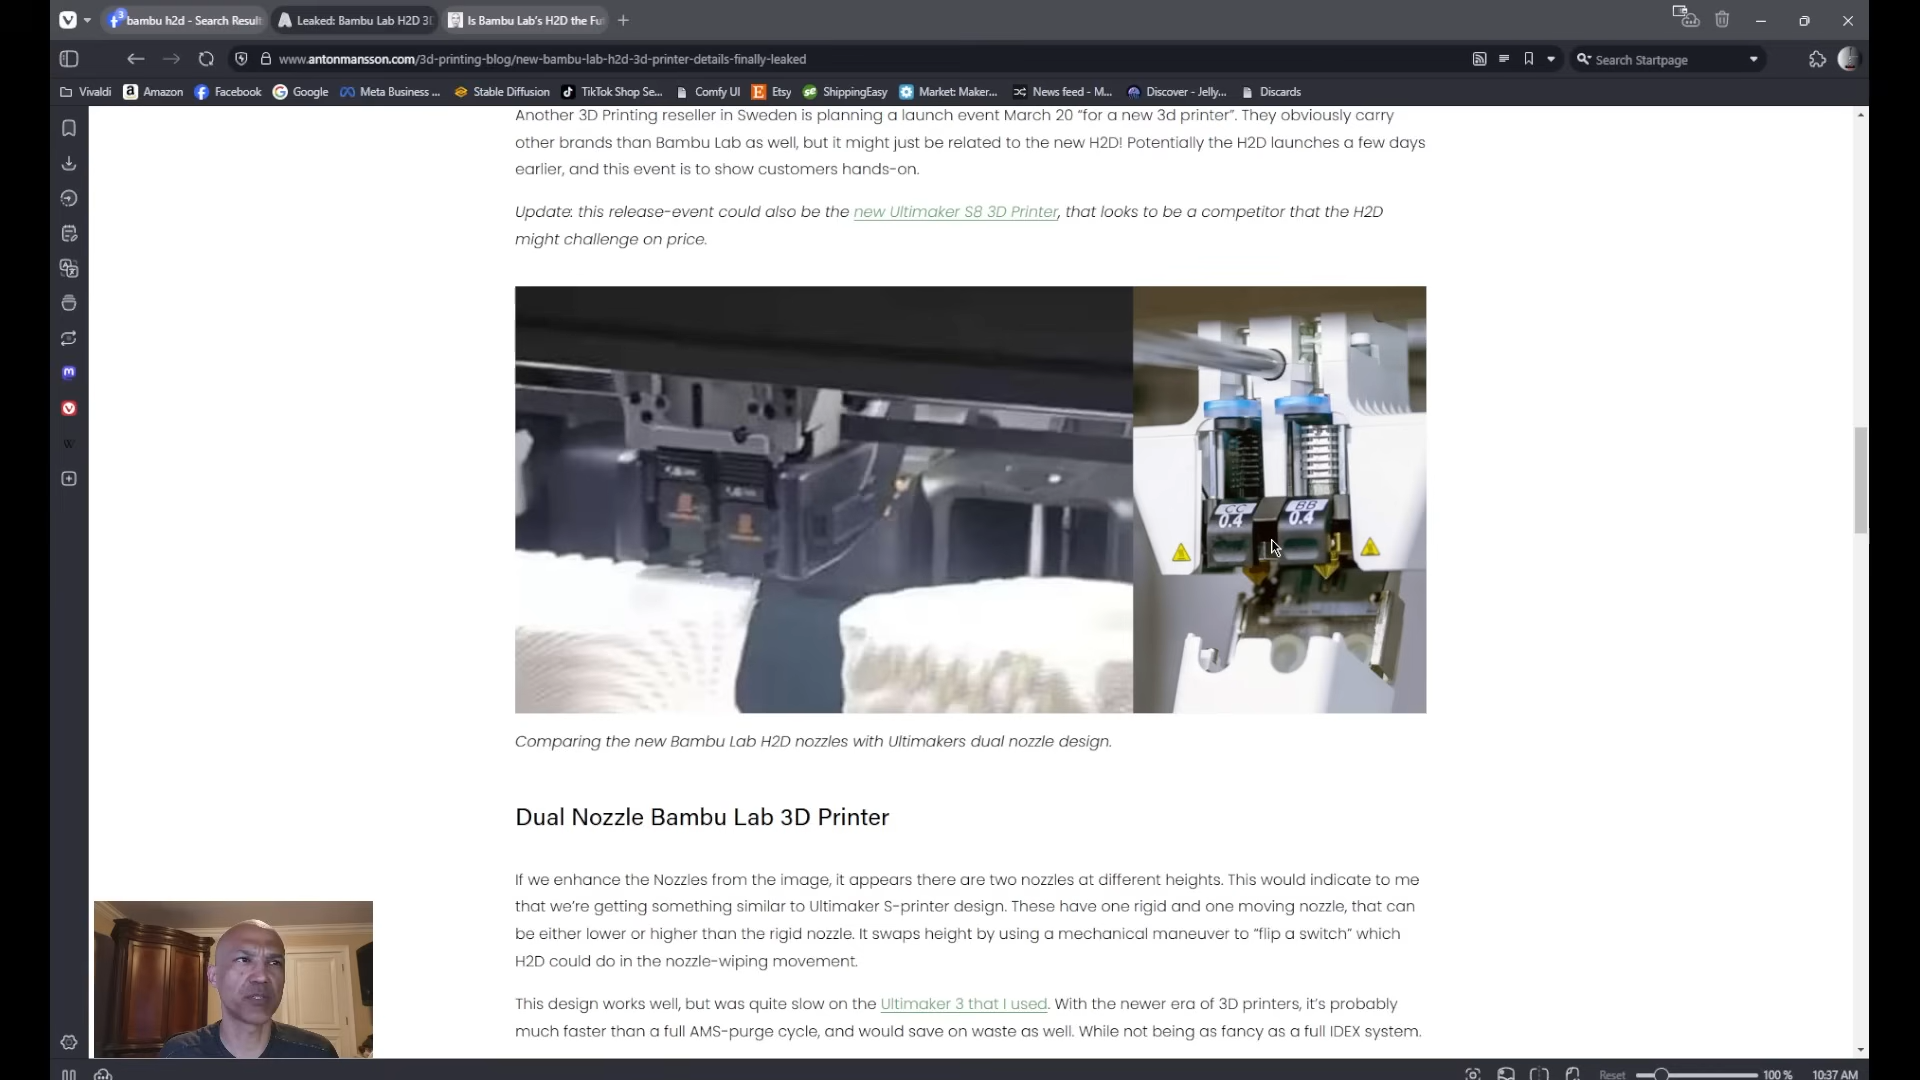 3
bambu h2d - Search Result
Leaked: Bambu Lab H2D 3D
Is Bambu Lab's H2D the Fu
www.antonmansson.com/3d-printing-blog/new-bambu-lab-h2d-3d-printer-details-finally-leaked
Search Startpage
Vivaldi
Amazon
Facebook
Google
Meta Business ...
Stable Diffusion
TikTok Shop Se...
Comfy UI
Etsy
ShippingEasy
Market: Maker...
News feed - M...
Discover - Jelly...
Discards
Another 3D Printing reseller in Sweden is planning a launch event March 20 “for a new 3d printer”. They obviously carry
other brands than Bambu Lab as well, but it might just be related to the new H2D! Potentially the H2D launches a few days
earlier, and this event is to show customers hands-on.
Update: this release-event could also be the new Ultimaker S8 3D Printer, that looks to be a competitor that the H2D
might challenge on price.
CC
0.4
BB
0.4
Comparing the new Bambu Lab H2D nozzles with Ultimakers dual nozzle design.
Dual Nozzle Bambu Lab 3D Printer
If we enhance the Nozzles from the image, it appears there are two nozzles at different heights. This would indicate to me
that we’re getting something similar to Ultimaker S-printer design. These have one rigid and one moving nozzle, that can
be either lower or higher than the rigid nozzle. It swaps height by using a mechanical maneuver to “flip a switch” which
H2D could do in the nozzle-wiping movement.
This design works well, but was quite slow on the Ultimaker 3 that I used. With the newer era of 3D printers, it’s probably
much faster than a full AMS-purge cycle, and would save on waste as well. While not being as fancy as a full IDEX system.
W
Reset
100 %
10:37 AM